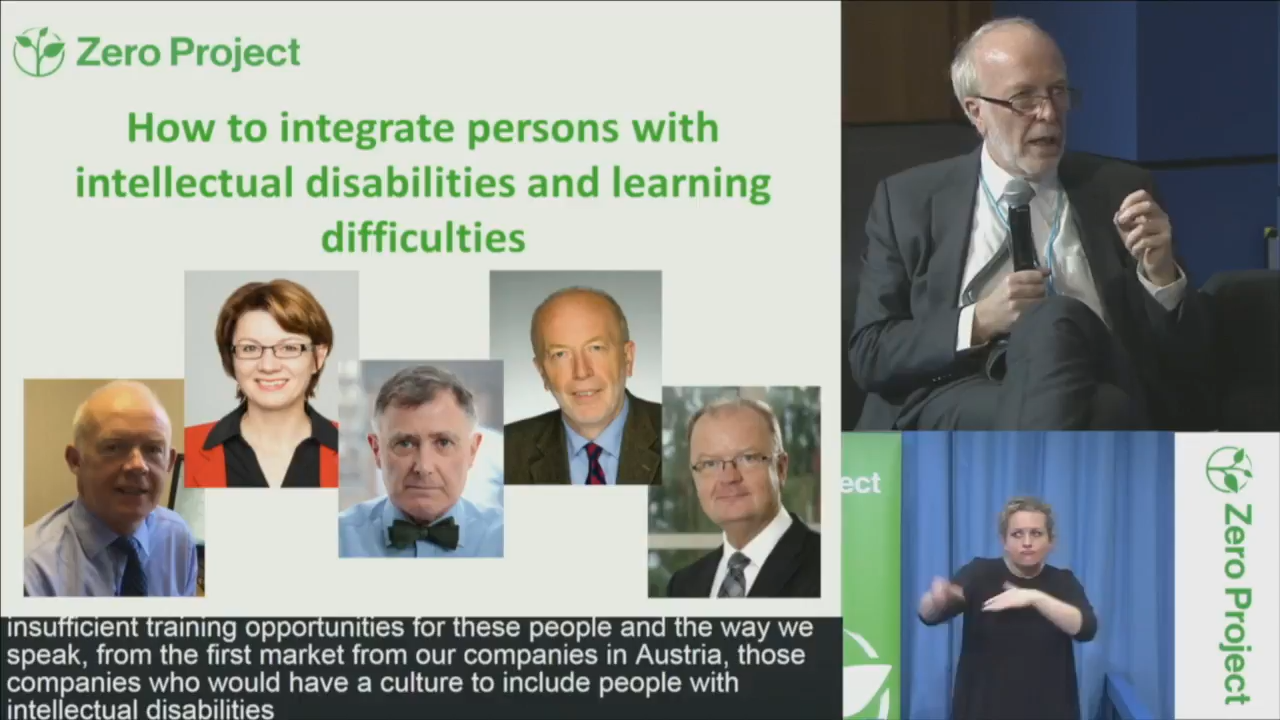 Zero Project
How to integrate persons with
intellectual disabilities and learning
difficulties
insufficient training opportunities for these people and the way we
speak, from the first market from our companies in Austria, those
companies who would have a culture to include people with
intellectual disabilities
ect
Zero Project